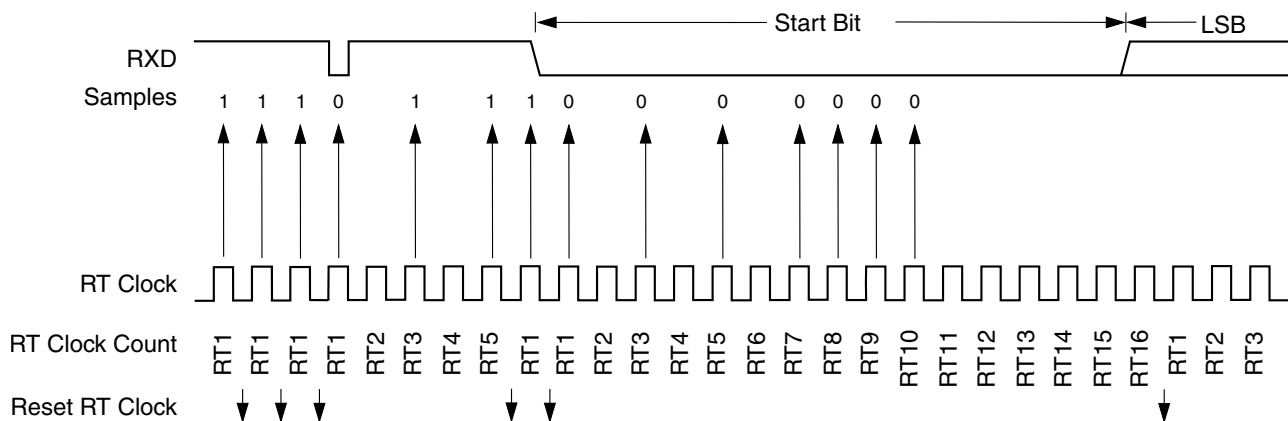 Start Bit LSB
RXD
Samples 1 1 1 0 1 1 1 0 0 0 0 0 0 0
RT Clock
RT Clock Count RT1 RT1 RT1 RT1 RT2 RT3 RT4 RT5 RT1 RT1 RT2 RT3 RT4 RT5 RT6 RT7 RT8 RT9 RT10 RT11 RT12 RT13 RT14 RT15 RT16 RT1 RT2 RT3
Reset RT Clock